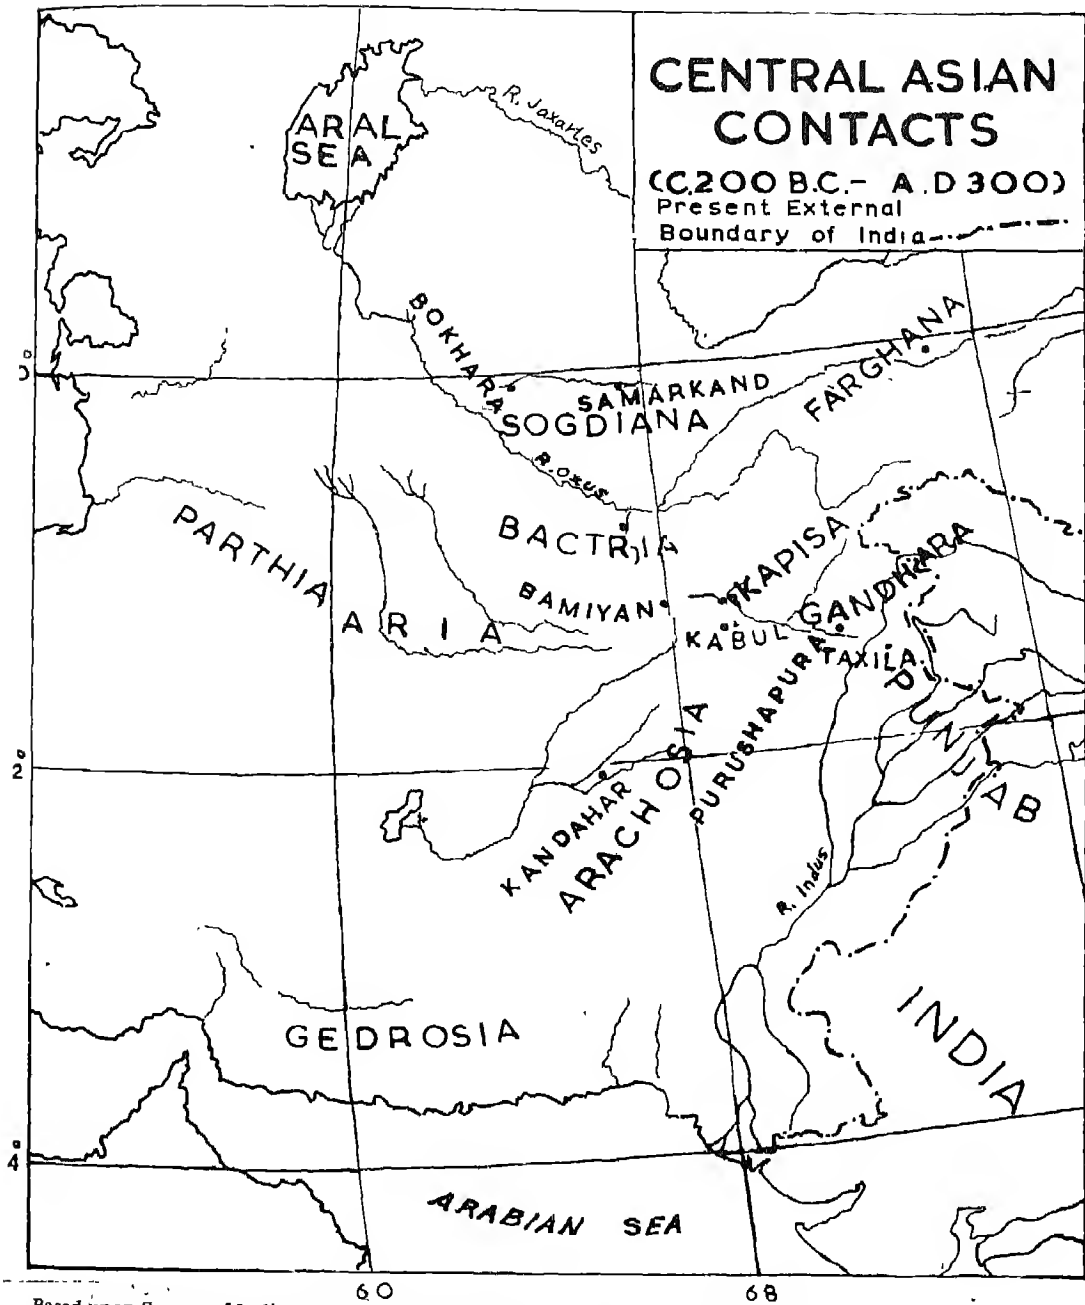 CENTRAL ASIAN
CONTACTS
(C.200 B.C.- A.D 300)
Present External
Boundary of India
ARAL
SEA
R. Jaxartes
BOKHARA
SAMARKAND
FARGHANA
SOGDIANA
R. Oxus
BACTRIA
PARTHIA
ARIA
BAMIYAN
KAPISA
KABUL
GANDHARA
TAXILA
PURUSHAPURA
PUNJAB
KANDAHAR
ARACHOSIA
R. Indus
GEDROSIA
INDIA
ARABIAN SEA
2°
4°
60
68